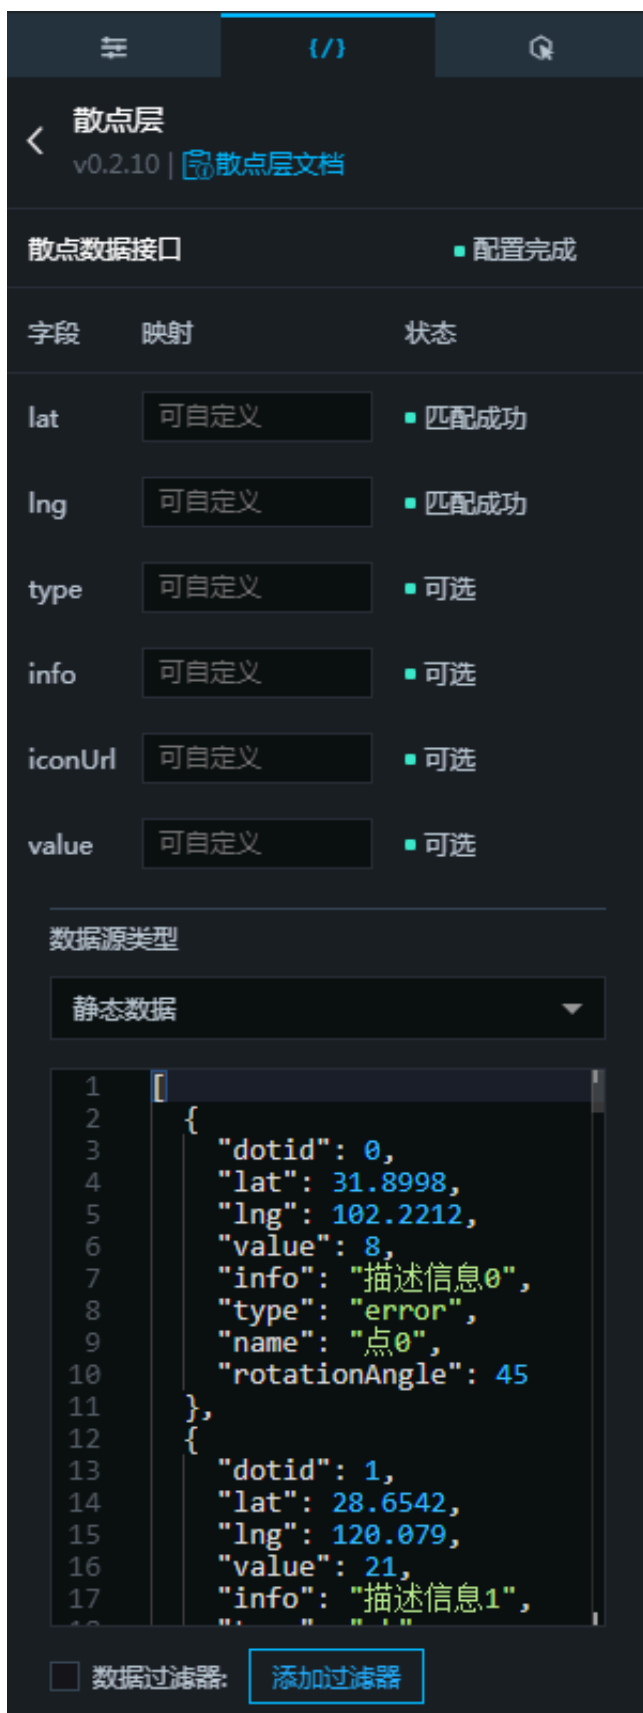 {/}
散点层
v0.2.10 | 散点层文档
散点数据接口 配置完成
字段 映射 状态
lat 可自定义 匹配成功
lng 可自定义 匹配成功
type 可自定义 可选
info 可自定义 可选
iconUrl 可自定义 可选
value 可自定义 可选
数据源类型
静态数据
1 [
2 {
3 "dotid": 0,
4 "lat": 31.8998,
5 "lng": 102.2212,
6 "value": 8,
7 "info": "描述信息0",
8 "type": "error",
9 "name": "点0",
10 "rotationAngle": 45
11 },
12 {
13 "dotid": 1,
14 "lat": 28.6542,
15 "lng": 120.079,
16 "value": 21,
17 "info": "描述信息1",
数据过滤器: 添加过滤器